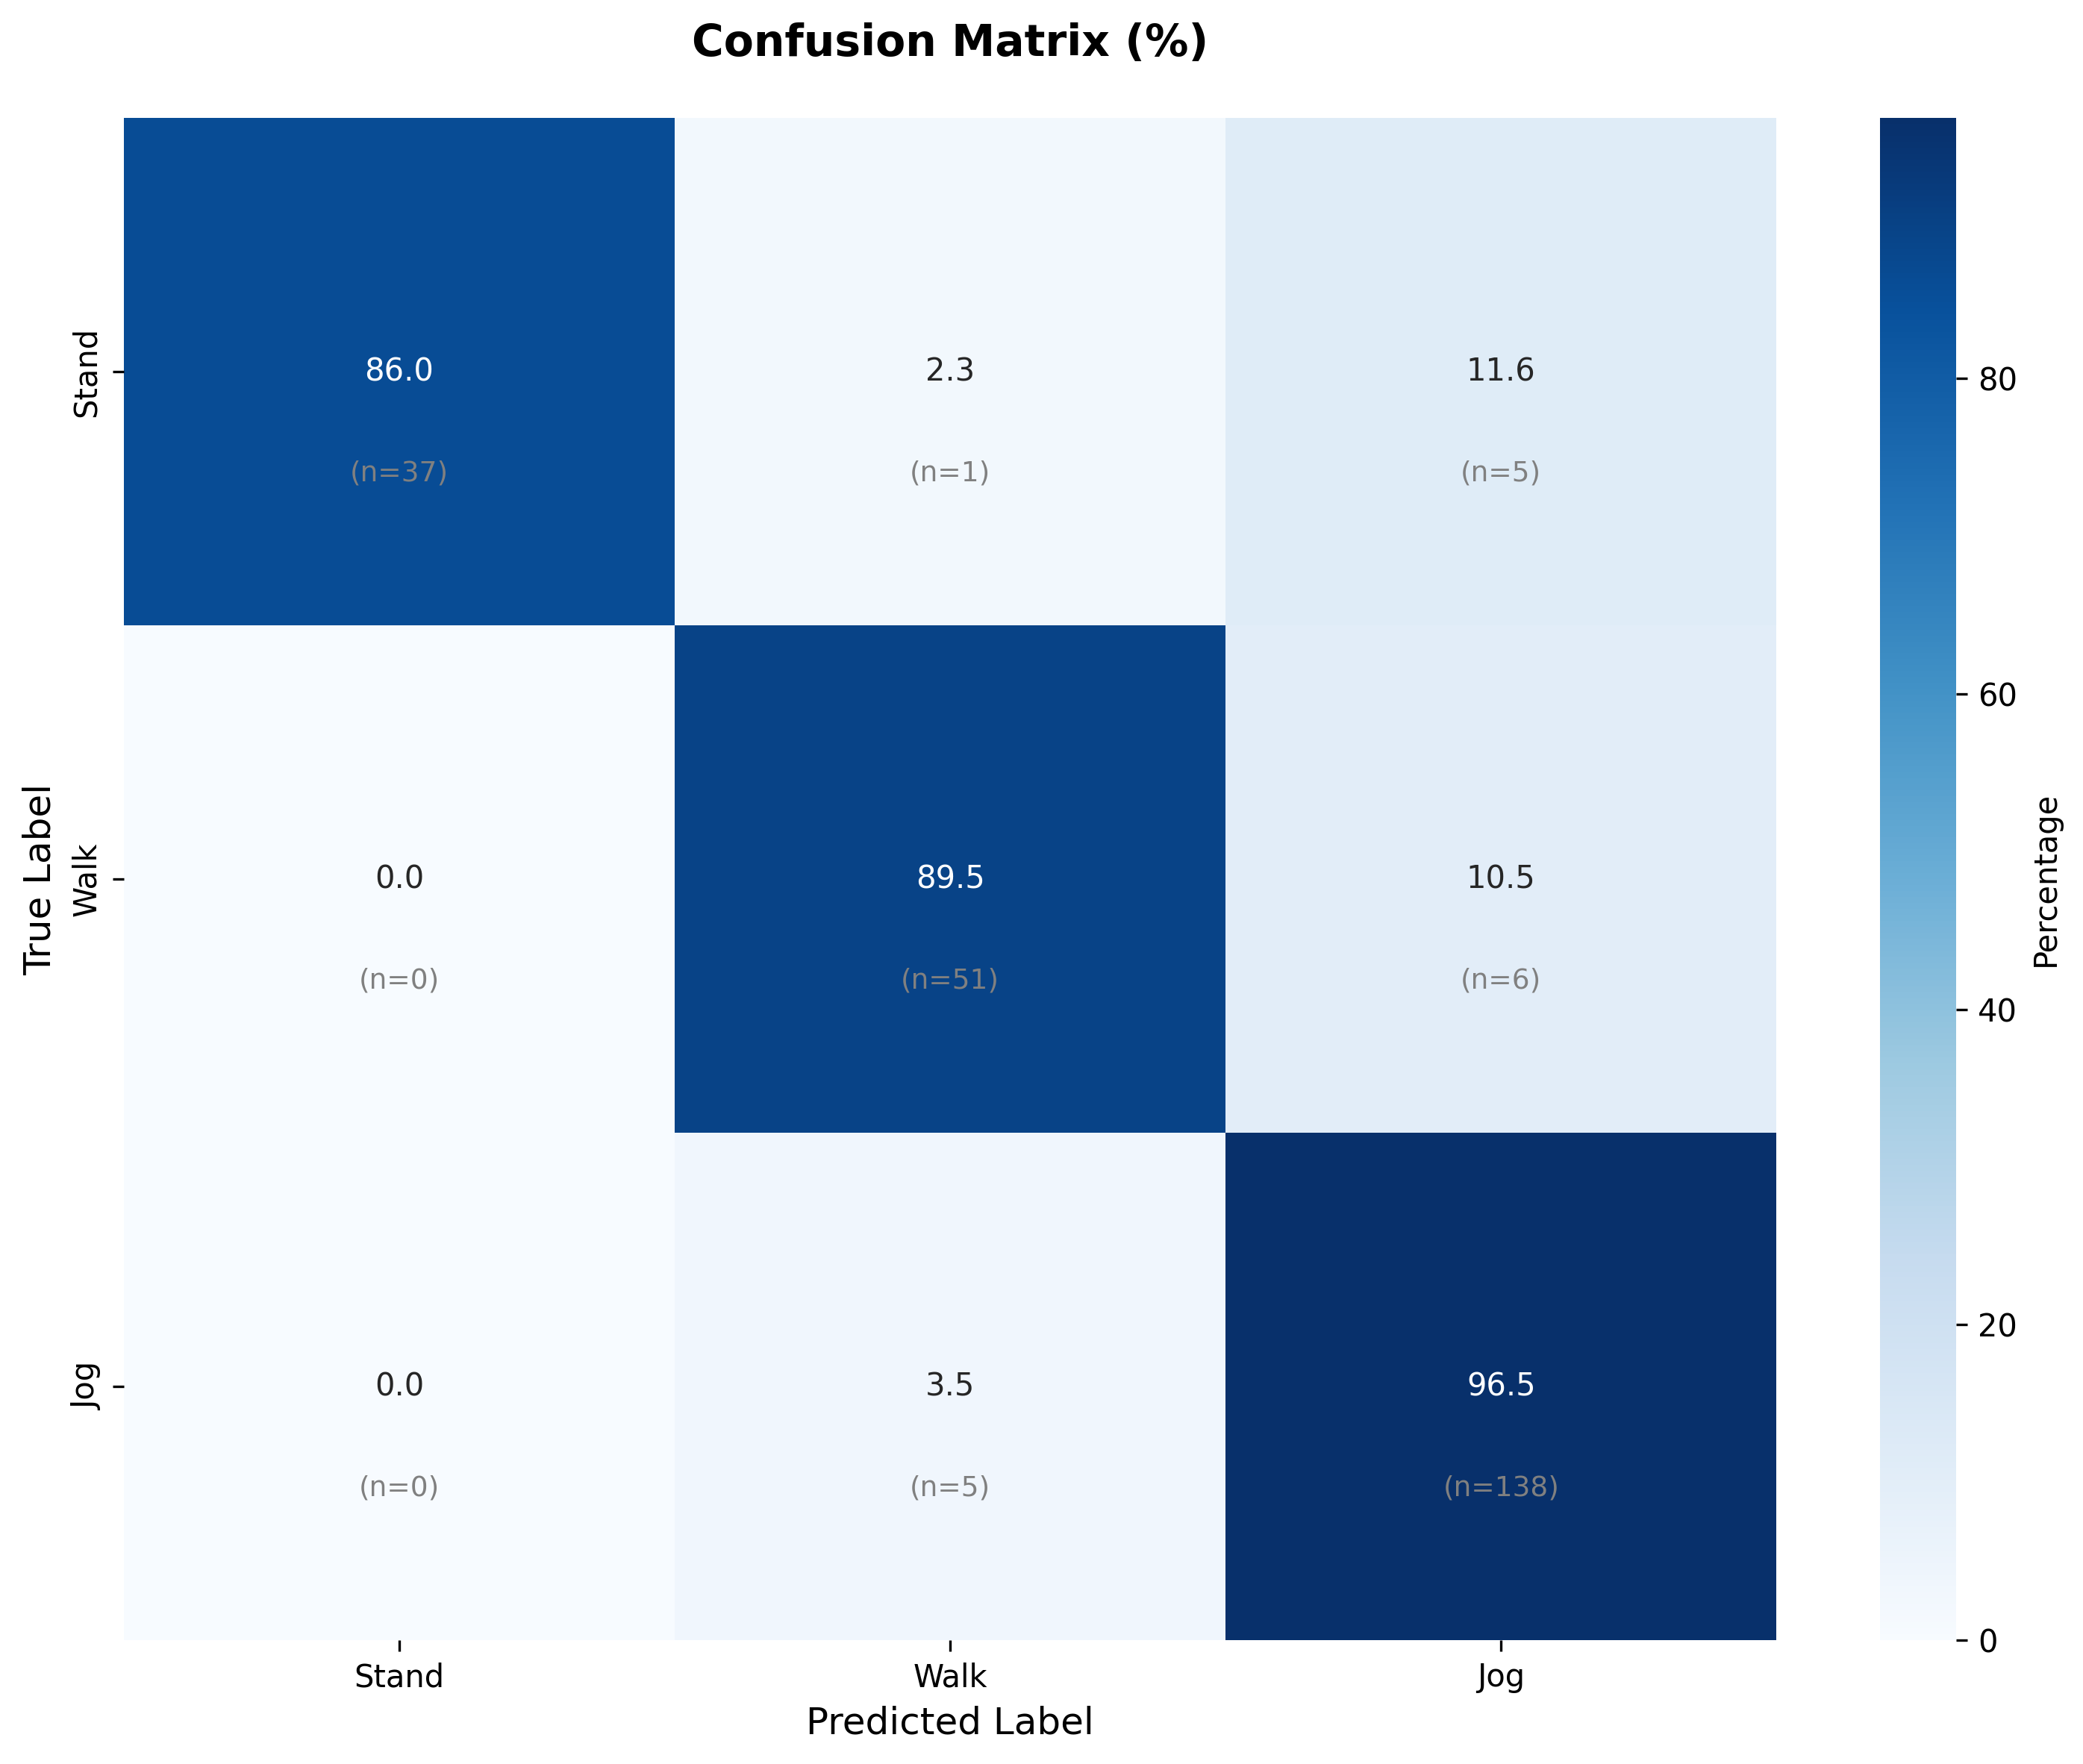 Confusion Matrix (%)
True Label
Stand
86.0
2.3
11.6
(n=37)
(n=1)
(n=5)
Walk
0.0
89.5
10.5
(n=0)
(n=51)
(n=6)
Jog
0.0
3.5
96.5
(n=0)
(n=5)
(n=138)
Stand
Walk
Jog
Predicted Label
80
60
40
20
0
Percentage